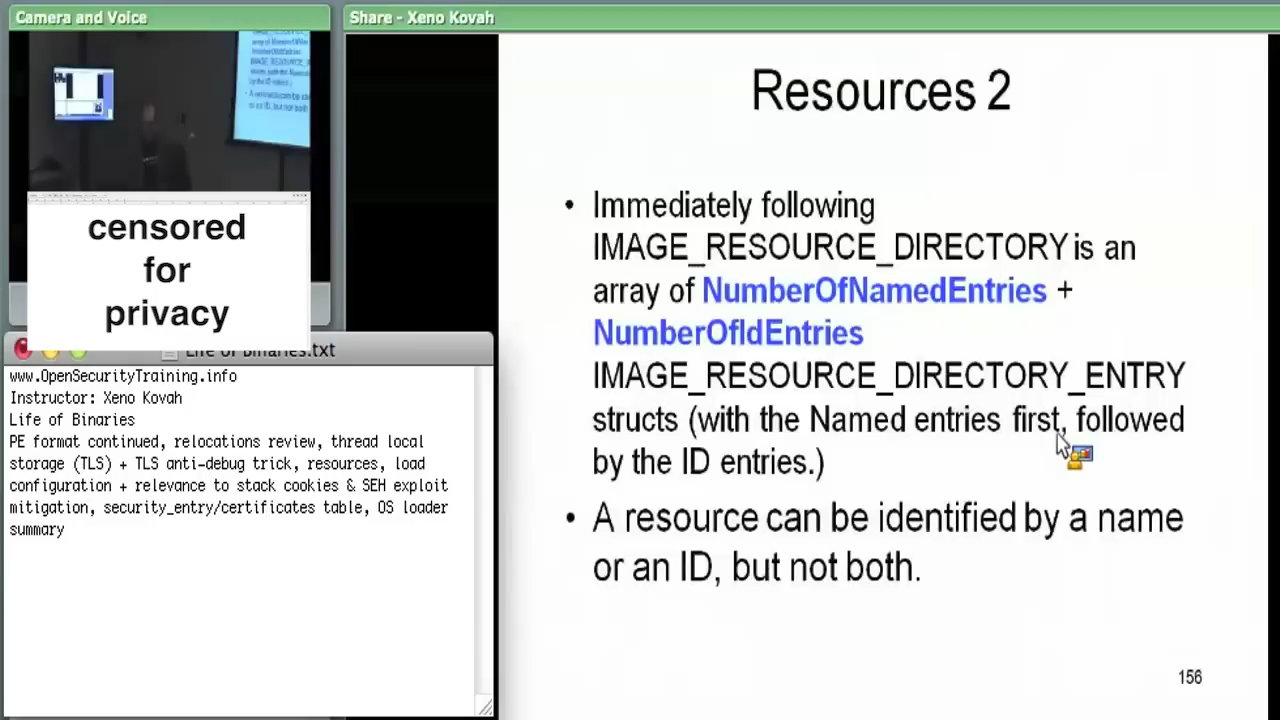 Camera and Voice
Share - Xeno Kovah
censored
for
privacy
Life of Binaries.txt
www.OpenSecurityTraining.info
Instructor: Xeno Kovah
Life of Binaries
PE format continued, relocations review, thread local
storage (TLS) + TLS anti-debug trick, resources, load
configuration + relevance to stack cookies & SEH exploit
mitigation, security_entry/certificates table, OS loader
summary
Resources 2
• Immediately following
IMAGE_RESOURCE_DIRECTORY is an
array of NumberOfNamedEntries +
NumberOfIdEntries
IMAGE_RESOURCE_DIRECTORY_ENTRY
structs (with the Named entries first, followed
by the ID entries.)
• A resource can be identified by a name
or an ID, but not both.
156